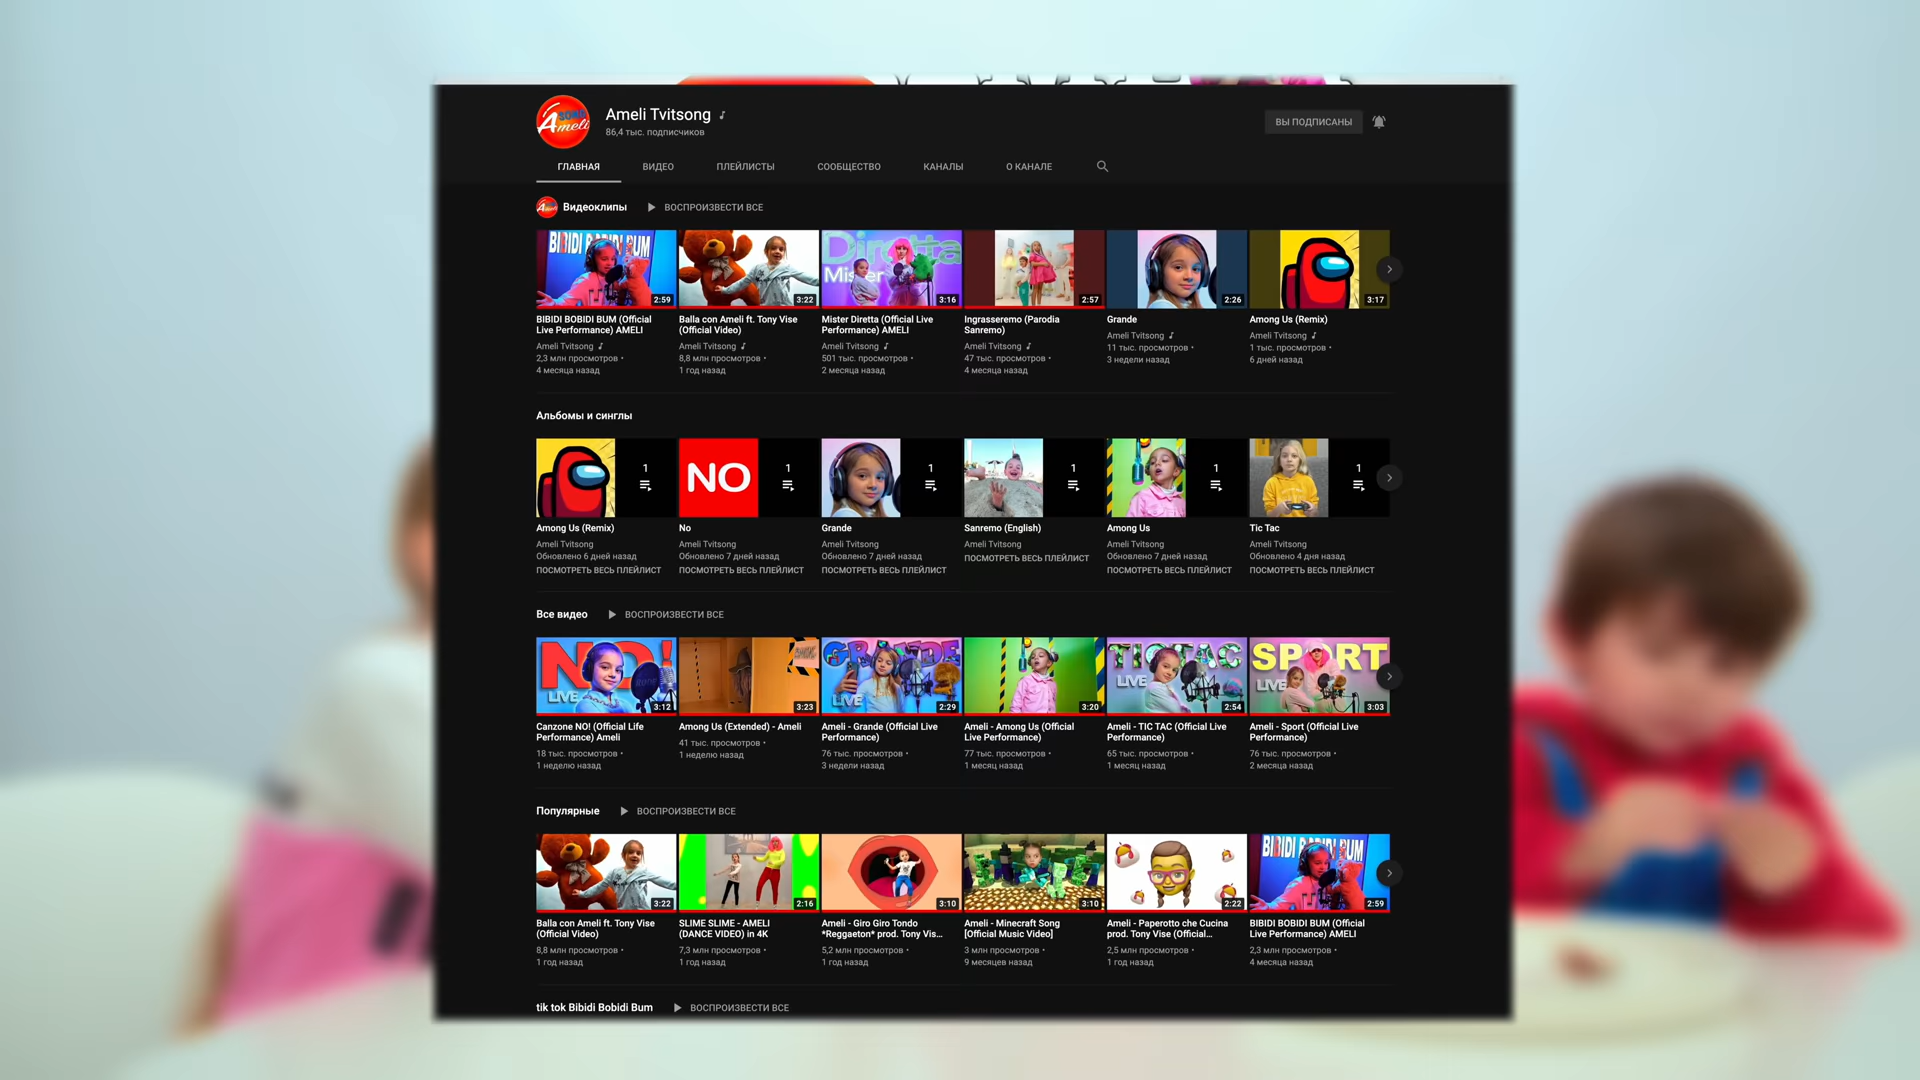 Ameli Tvitsong
86,4 тыс. подписчиков
ВЫ ПОДПИСАНЫ
ГЛАВНАЯ ВИДЕО ПЛЕЙЛИСТЫ СООБЩЕСТВО КАНАЛЫ О КАНАЛЕ
Видеоклипы ВОСПРОИЗВЕСТИ ВСЕ
2:59 3:22 3:16 2:57 2:26 3:17
BIBIDI BOBIDI BUM (Official
Live Performance) AMELI
Ameli Tvitsong
2,3 млн просмотров •
4 месяца назад
Balla con Ameli ft. Tony Vise
(Official Video)
Ameli Tvitsong
8,8 млн просмотров •
1 год назад
Mister Diretta (Official Live
Performance) AMELI
Ameli Tvitsong
501 тыс. просмотров •
2 месяца назад
Ingrasseremo (Parodia
Sanremo)
Ameli Tvitsong
47 тыс. просмотров •
4 месяца назад
Grande
Ameli Tvitsong
11 тыс. просмотров •
3 недели назад
Among Us (Remix)
Ameli Tvitsong
1 тыс. просмотров •
6 дней назад
Альбомы и синглы
NO
1 1 1 1 1 1
Among Us (Remix)
Ameli Tvitsong
Обновлено 6 дней назад
ПОСМОТРЕТЬ ВЕСЬ ПЛЕЙЛИСТ
No
Ameli Tvitsong
Обновлено 7 дней назад
ПОСМОТРЕТЬ ВЕСЬ ПЛЕЙЛИСТ
Grande
Ameli Tvitsong
Обновлено 7 дней назад
ПОСМОТРЕТЬ ВЕСЬ ПЛЕЙЛИСТ
Sanremo (English)
Ameli Tvitsong
ПОСМОТРЕТЬ ВЕСЬ ПЛЕЙЛИСТ
Among Us
Ameli Tvitsong
Обновлено 7 дней назад
ПОСМОТРЕТЬ ВЕСЬ ПЛЕЙЛИСТ
Tic Tac
Ameli Tvitsong
Обновлено 4 дня назад
ПОСМОТРЕТЬ ВЕСЬ ПЛЕЙЛИСТ
Все видео ВОСПРОИЗВЕСТИ ВСЕ
NO! GRANDE TICTAC SPORT
LIVE LIVE LIVE LIVE
3:12 3:23 2:29 3:20 2:54 3:03
Canzone NO! (Official Life
Performance) Ameli
18 тыс. просмотров •
1 неделю назад
Among Us (Extended) - Ameli
41 тыс. просмотров •
1 неделю назад
Ameli - Grande (Official Live
Performance)
76 тыс. просмотров •
3 недели назад
Ameli - Among Us (Official
Live Performance)
77 тыс. просмотров •
1 месяц назад
Ameli - TIC TAC (Official Live
Performance)
65 тыс. просмотров •
1 месяц назад
Ameli - Sport (Official Live
Performance)
76 тыс. просмотров •
2 месяца назад
Популярные ВОСПРОИЗВЕСТИ ВСЕ
3:22 2:16 3:10 3:10 2:22 2:59
Balla con Ameli ft. Tony Vise
(Official Video)
8,8 млн просмотров •
1 год назад
SLIME SLIME - AMELI
(DANCE VIDEO) in 4K
7,3 млн просмотров •
1 год назад
Ameli - Giro Giro Tondo
*Reggaeton* prod. Tony Vis...
5,2 млн просмотров •
1 год назад
Ameli - Minecraft Song
[Official Music Video]
3 млн просмотров •
9 месяцев назад
Ameli - Paperotto che Cucina
prod. Tony Vise (Official...
2,5 млн просмотров •
1 год назад
BIBIDI BOBIDI BUM (Official
Live Performance) AMELI
2,3 млн просмотров •
4 месяца назад
tik tok Bibidi Bobidi Bum ВОСПРОИЗВЕСТИ ВСЕ